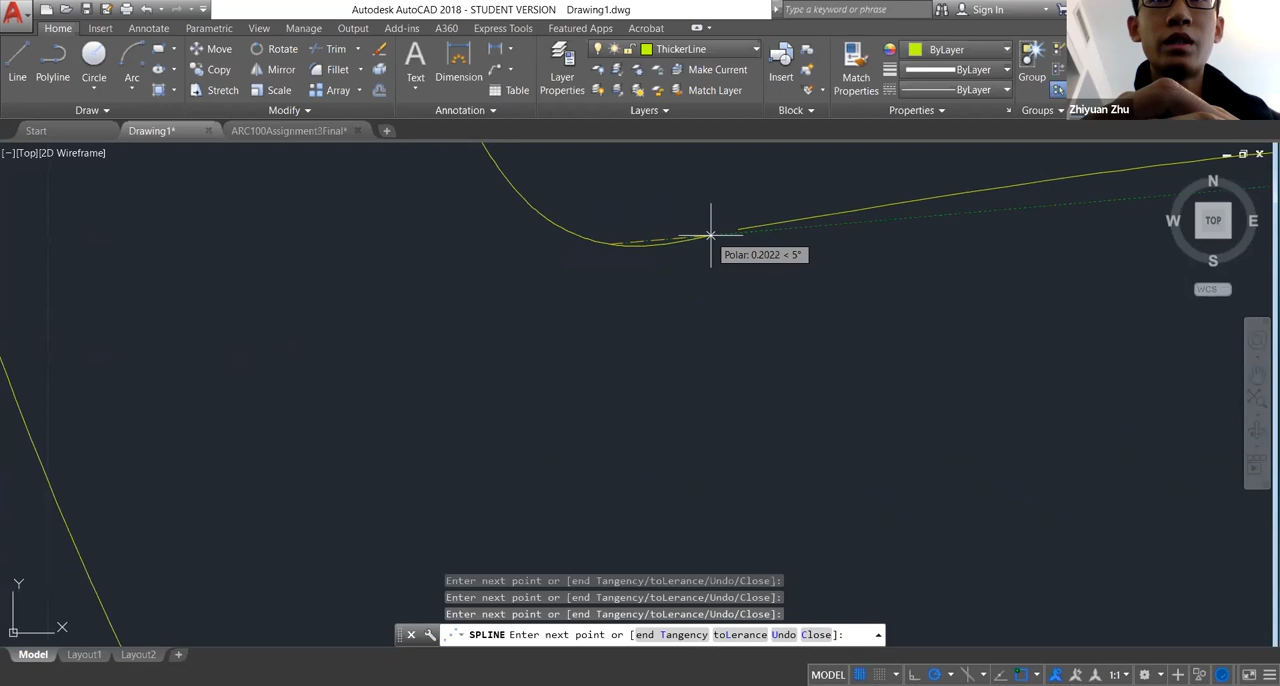 Autodesk AutoCAD 2018 - STUDENT VERSION Drawing1.dwg
Type a keyword or phrase
Sign In
Home Insert Annotate Parametric View Manage Output Add-ins A360 Express Tools Featured Apps Acrobat
Move Rotate Trim
ThickerLine
ByLayer
Line Polyline Circle Arc
Copy Mirror Fillet
Text Dimension
Layer Properties
Make Current
Insert
Match Properties
ByLayer
Group
Stretch Scale Array
Table
Match Layer
ByLayer
Draw Modify Annotation Layers Block Properties Groups
Zhiyuan Zhu
Start Drawing1* ARC100Assignment3Final*
[−][Top][2D Wireframe]
N
W TOP E
S
WCS
Polar: 0.2022 < 5°
Y
X
Enter next point or [end Tangency/toLerance/Undo/Close]:
Enter next point or [end Tangency/toLerance/Undo/Close]:
Enter next point or [end Tangency/toLerance/Undo/Close]:
SPLINE Enter next point or [end Tangency toLerance Undo Close]:
Model Layout1 Layout2
MODEL 1:1